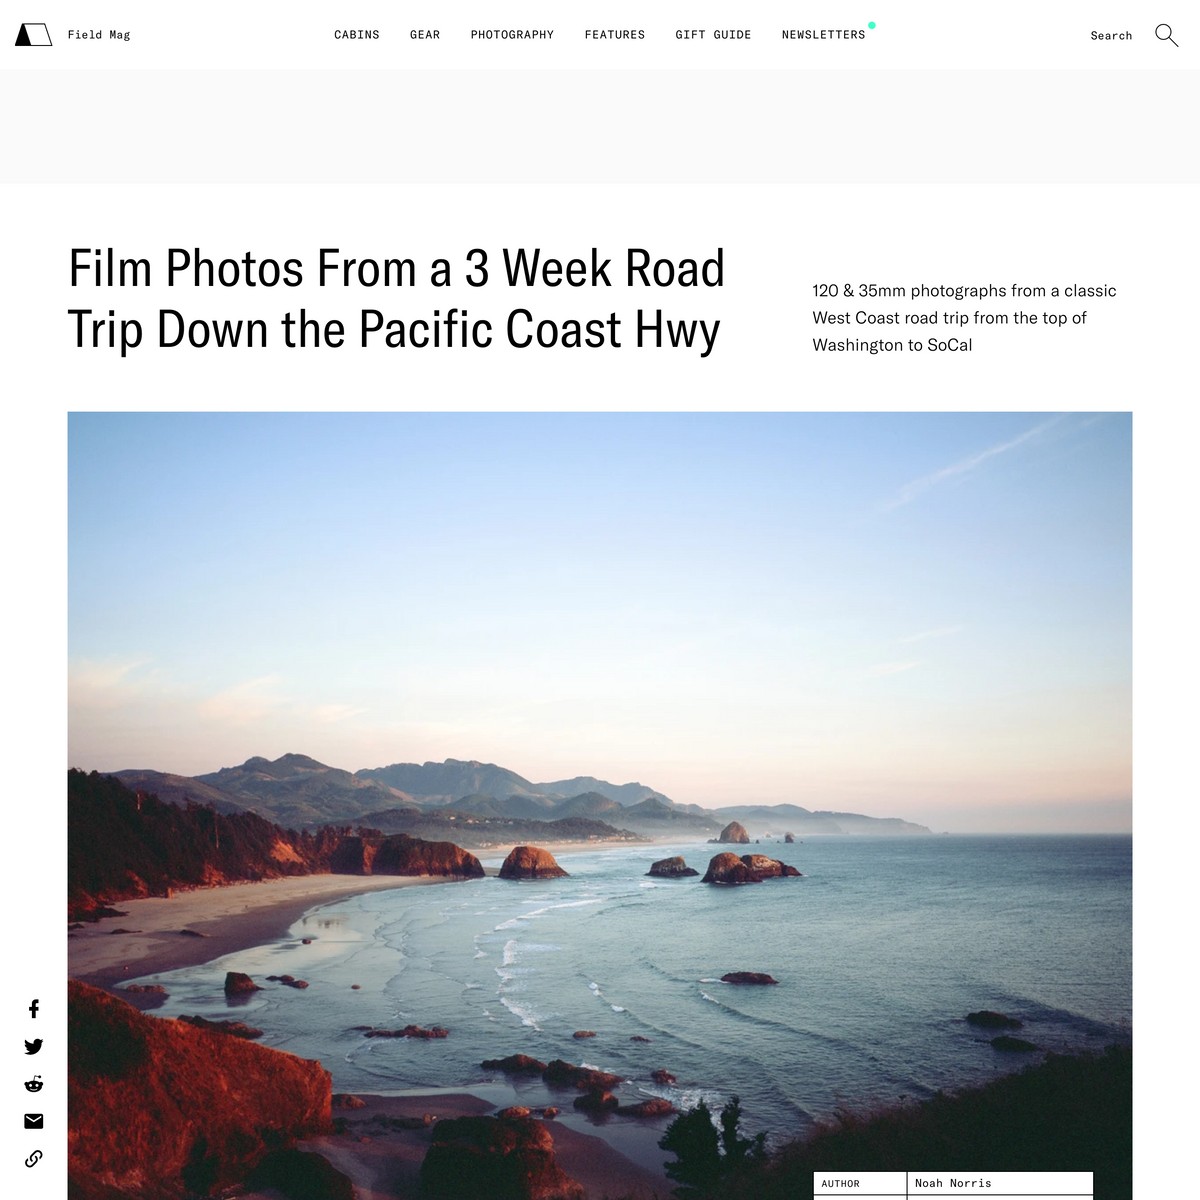 Field Mag
CABINS
GEAR
PHOTOGRAPHY
FEATURES
GIFT GUIDE
NEWSLETTERS
Search
Film Photos From a 3 Week Road
Trip Down the Pacific Coast Hwy
120 & 35mm photographs from a classic
West Coast road trip from the top of
Washington to SoCal
AUTHOR
Noah Norris